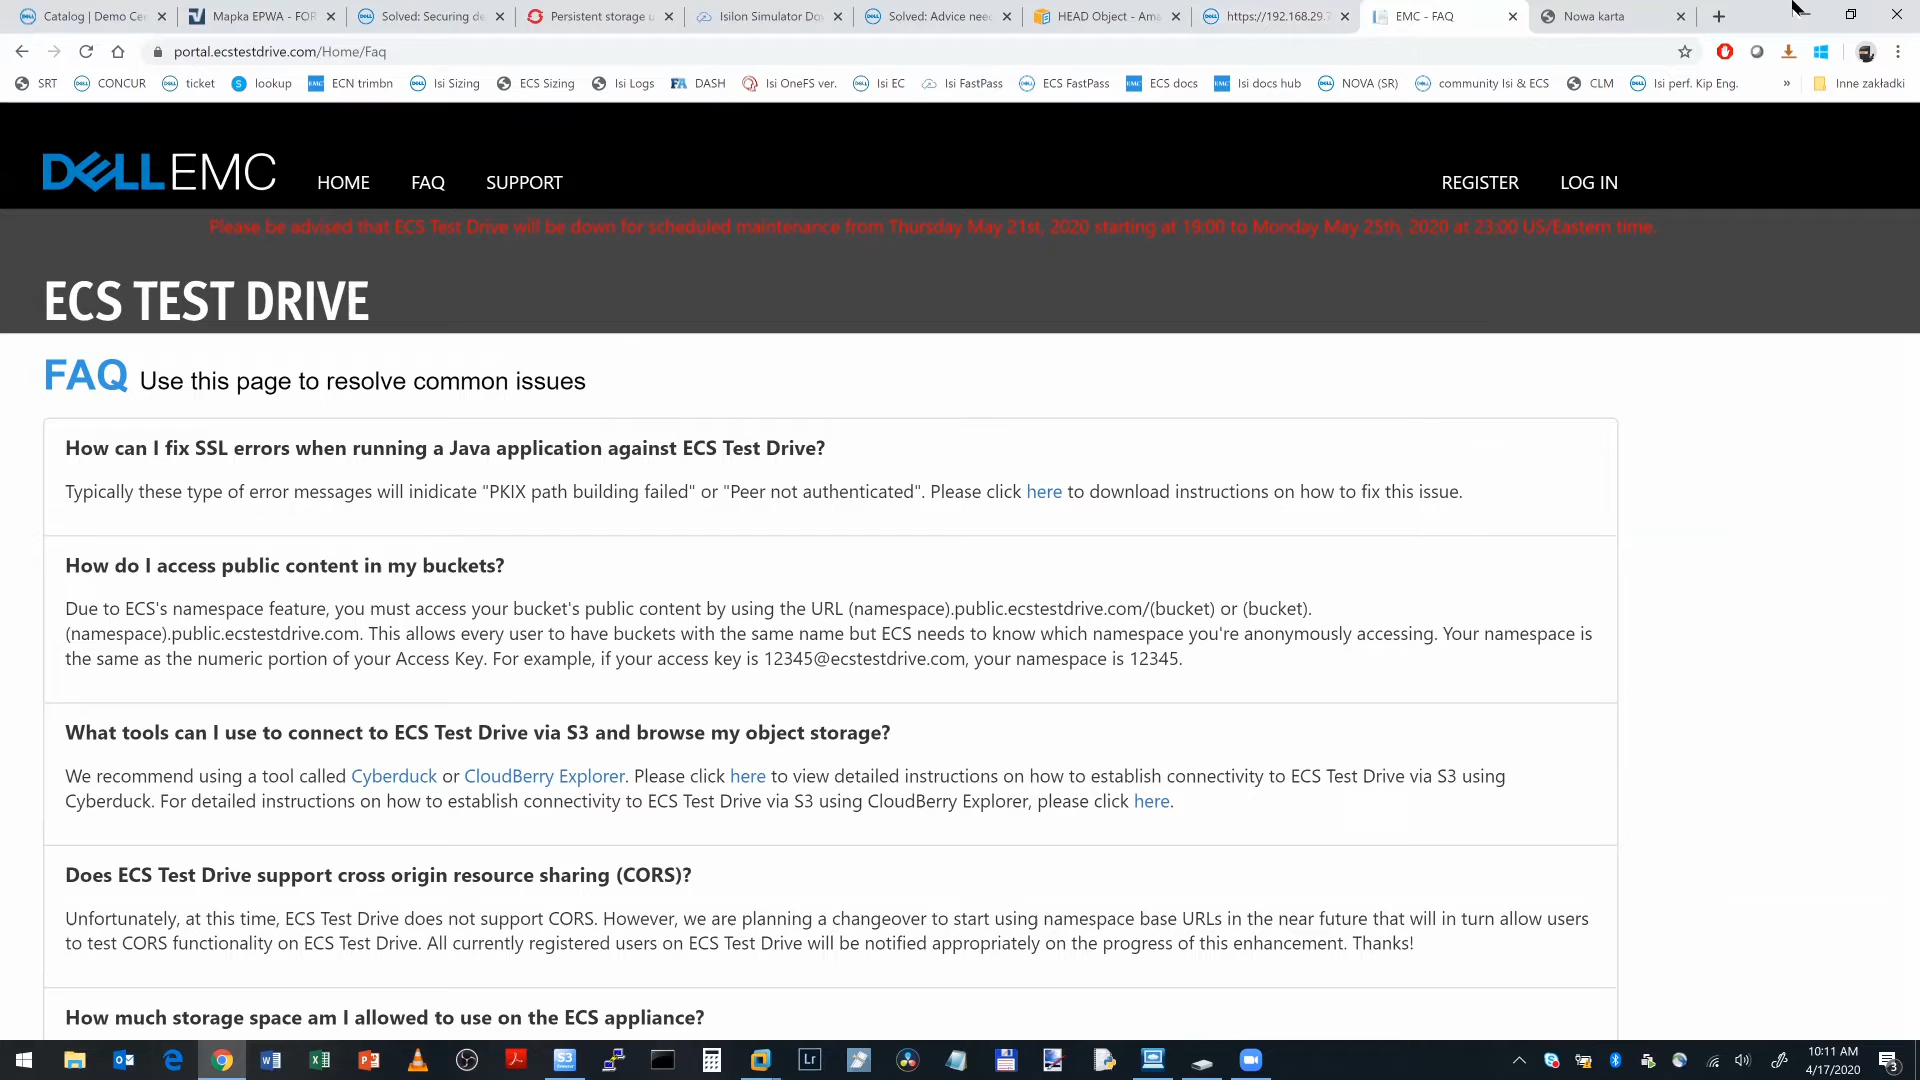 Catalog | Demo Ce
Mapka EPWA - FOR
Solved: Securing de
Persistent storage u
Isilon Simulator Do
Solved: Advice nee
HEAD Object - Ama
https://192.168.29.7
EMC - FAQ
Nowa karta
portal.ecstestdrive.com/Home/Faq
SRT
CONCUR
ticket
lookup
ECN trimbn
Isi Sizing
ECS Sizing
Isi Logs
DASH
Isi OneFS ver.
Isi EC
Isi FastPass
ECS FastPass
ECS docs
Isi docs hub
NOVA (SR)
community Isi & ECS
CLM
Isi perf. Kip Eng.
»
Inne zakładki
DELLEMC
HOME
FAQ
SUPPORT
REGISTER
LOG IN
Please be advised that ECS Test Drive will be down for scheduled maintenance from Thursday May 21st, 2020 starting at 19:00 to Monday May 25th, 2020 at 23:00 US/Eastern time.
ECS TEST DRIVE
FAQ Use this page to resolve common issues
How can I fix SSL errors when running a Java application against ECS Test Drive?
Typically these type of error messages will inidicate "PKIX path building failed" or "Peer not authenticated". Please click here to download instructions on how to fix this issue.
How do I access public content in my buckets?
Due to ECS's namespace feature, you must access your bucket's public content by using the URL (namespace).public.ecstestdrive.com/(bucket) or (bucket).
(namespace).public.ecstestdrive.com. This allows every user to have buckets with the same name but ECS needs to know which namespace you're anonymously accessing. Your namespace is
the same as the numeric portion of your Access Key. For example, if your access key is 12345@ecstestdrive.com, your namespace is 12345.
What tools can I use to connect to ECS Test Drive via S3 and browse my object storage?
We recommend using a tool called Cyberduck or CloudBerry Explorer. Please click here to view detailed instructions on how to establish connectivity to ECS Test Drive via S3 using
Cyberduck. For detailed instructions on how to establish connectivity to ECS Test Drive via S3 using CloudBerry Explorer, please click here.
Does ECS Test Drive support cross origin resource sharing (CORS)?
Unfortunately, at this time, ECS Test Drive does not support CORS. However, we are planning a changeover to start using namespace base URLs in the near future that will in turn allow users
to test CORS functionality on ECS Test Drive. All currently registered users on ECS Test Drive will be notified appropriately on the progress of this enhancement. Thanks!
How much storage space am I allowed to use on the ECS appliance?
S3
Lr
10:11 AM
4/17/2020
3